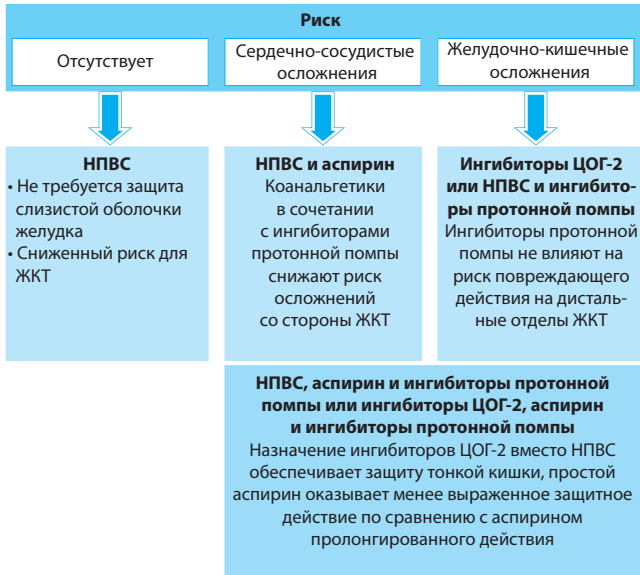 Риск
Отсутствует
Сердечно-сосудистые
осложнения
Желудочно-кишечные
осложнения
НПВС
• Не требуется защита
слизистой оболочки
желудка
• Сниженный риск для
ЖКТ
НПВС и аспирин
Коанальгетики
в сочетании
с ингибиторами
протонной помпы
снижают риск
осложнений
со стороны ЖКТ
Ингибиторы ЦОГ-2
или НПВС и ингибито-
ры протонной помпы
Ингибиторы протонной
помпы не влияют на
риск повреждающего
действия на дисталь-
ные отделы ЖКТ
НПВС, аспирин и ингибиторы протонной
помпы или ингибиторы ЦОГ-2, аспирин
и ингибиторы протонной помпы
Назначение ингибиторов ЦОГ-2 вместо НПВС
обеспечивает защиту тонкой кишки, простой
аспирин оказывает менее выраженное защитное
действие по сравнению с аспирином
пролонгированного действия